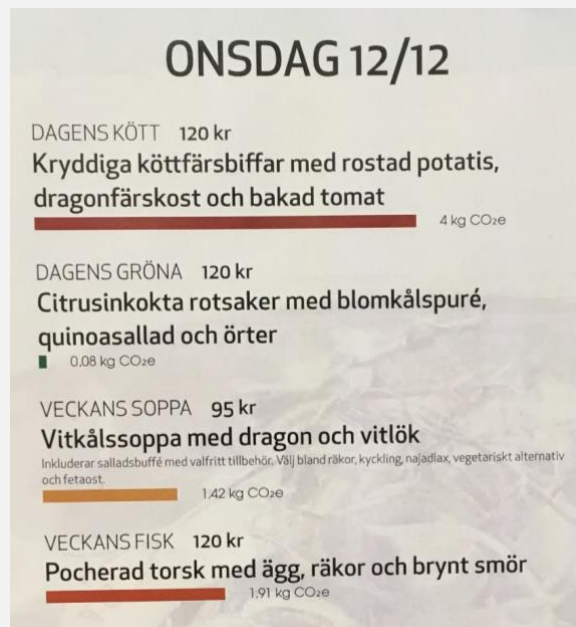 ONSDAG 12/12
DAGENS KÖTT 120 kr
Kryddiga köttfärsbiffar med rostad potatis,
dragonfärskost och bakad tomat
4 kg CO2e
DAGENS GRÖNA 120 kr
Citrusinkokta rotsaker med blomkålspuré,
quinoasallad och örter
0,08 kg CO2e
VECKANS SOPPA 95 kr
Vitkålssoppa med dragon och vitlök
Inkluderar salladsbuffé med valfritt tillbehör. Välj bland räkor, kyckling, najadlax, vegetariskt alternativ
och fetaost.
1,42 kg CO2e
VECKANS FISK 120 kr
Pocherad torsk med ägg, räkor och brynt smör
1,91 kg CO2e